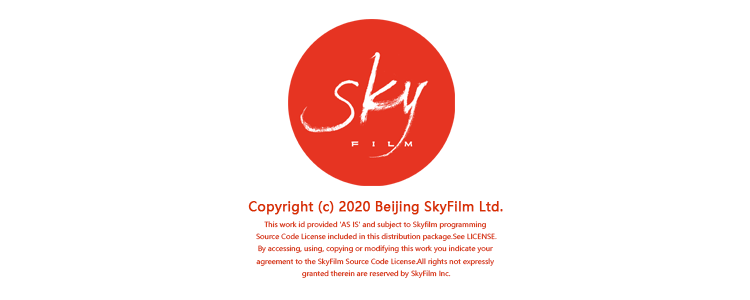 sky
FILM
Copyright (c) 2020 Beijing SkyFilm Ltd.
This work id provided 'AS IS' and subject to Skyfilm programming
Source Code License included in this distribution package.See LICENSE.
By accessing, using, copying or modifying this work you indicate your
agreement to the SkyFilm Source Code License.All rights not expressly
granted therein are reserved by SkyFilm Inc.